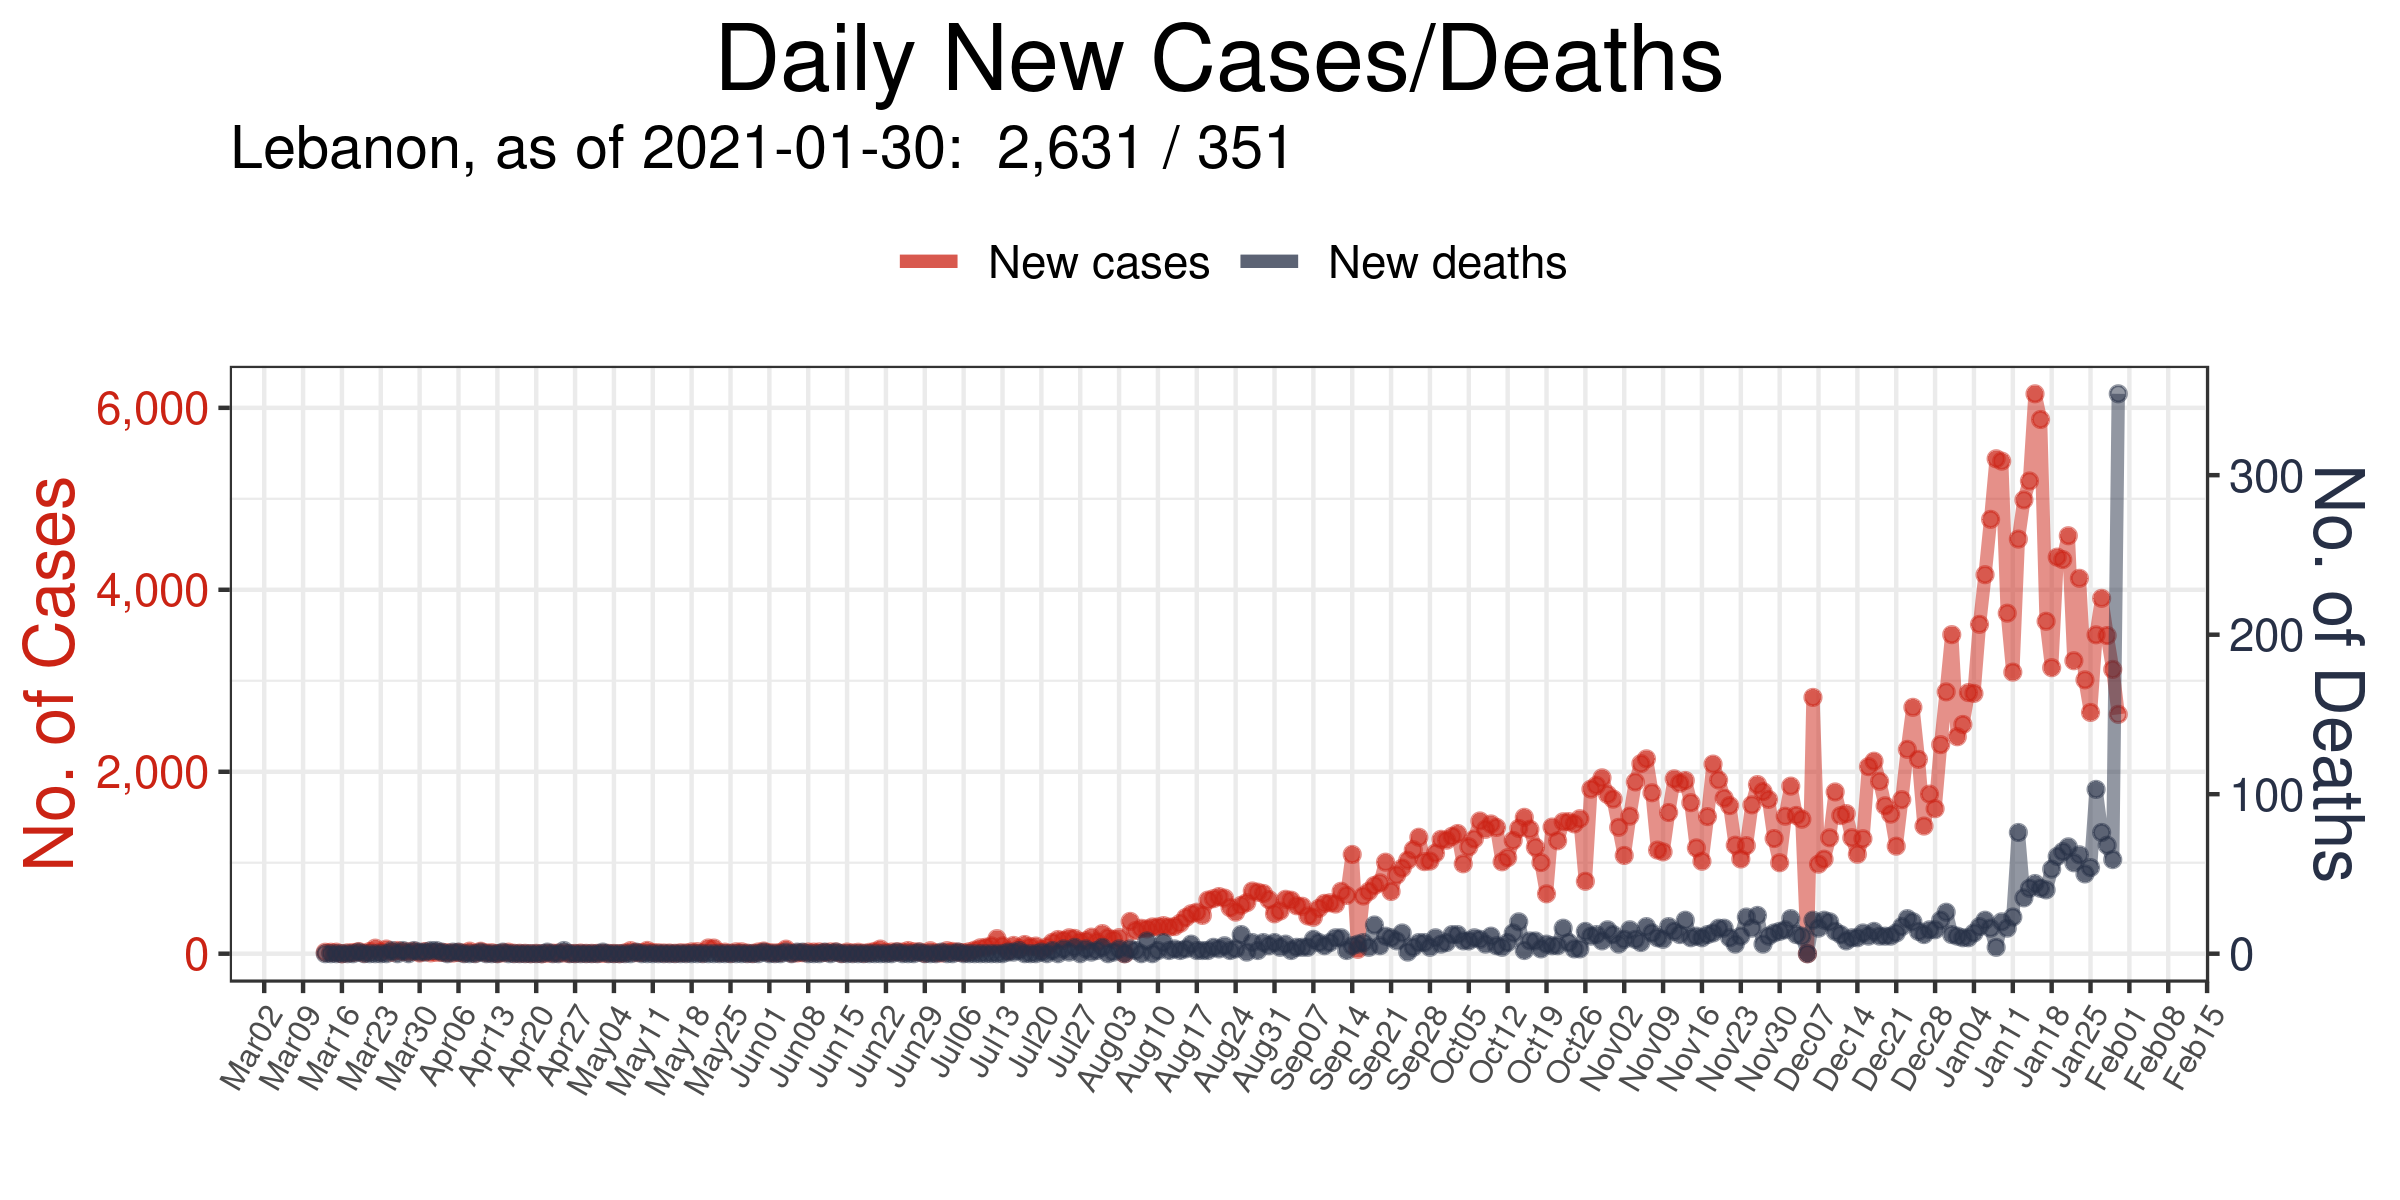 Daily New Cases/Deaths
Lebanon, as of 2021-01-30:  2,631 / 351
New cases
New deaths
No. of Cases
6,000
4,000
2,000
0
300
200
100
0
No. of Deaths
Mar02
Mar09
Mar16
Mar23
Mar30
Apr06
Apr13
Apr20
Apr27
May04
May11
May18
May25
Jun01
Jun08
Jun15
Jun22
Jun29
Jul06
Jul13
Jul20
Jul27
Aug03
Aug10
Aug17
Aug24
Aug31
Sep07
Sep14
Sep21
Sep28
Oct05
Oct12
Oct19
Oct26
Nov02
Nov09
Nov16
Nov23
Nov30
Dec07
Dec14
Dec21
Dec28
Jan04
Jan11
Jan18
Jan25
Feb01
Feb08
Feb15